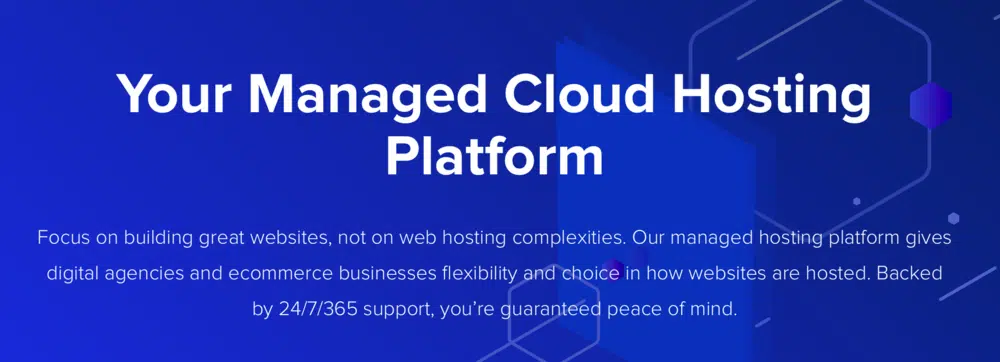 Your Managed Cloud Hosting
Platform
Focus on building great websites, not on web hosting complexities. Our managed hosting platform gives
digital agencies and ecommerce businesses flexibility and choice in how websites are hosted. Backed
by 24/7/365 support, you’re guaranteed peace of mind.